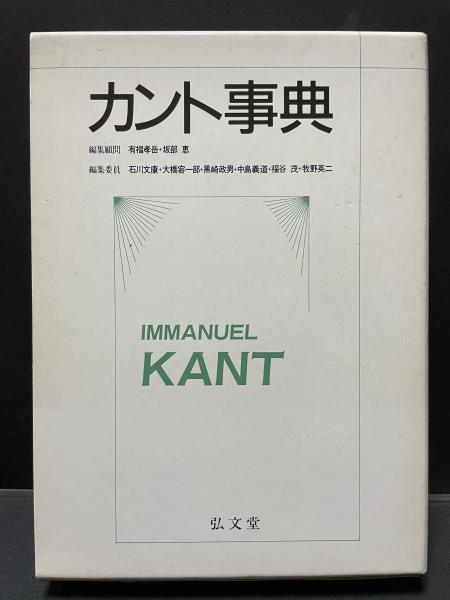 カント事典
編集顧問 有福孝岳+坂部 恵
編集委員 石川文康+大橋容一郎+黒崎政男+中島義道+福谷 茂+牧野英二
IMMANUEL
KANT
弘文堂